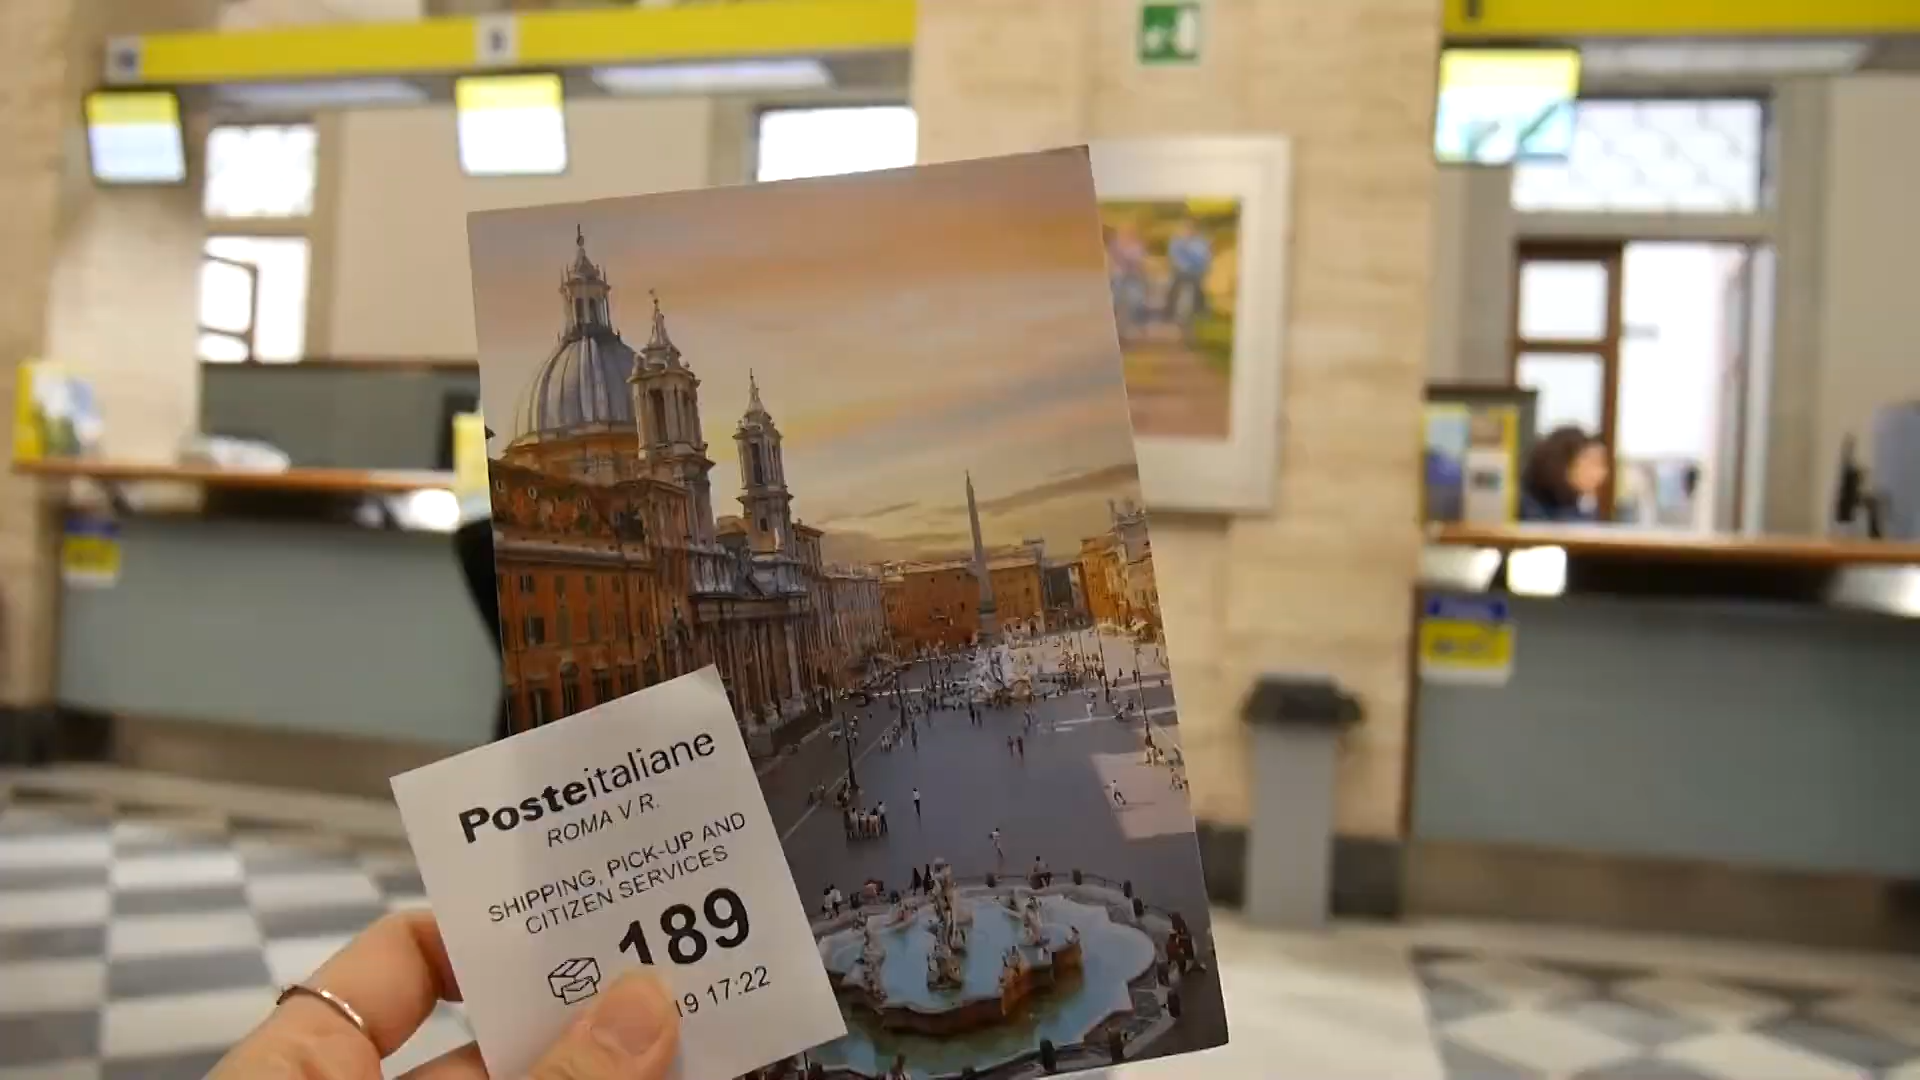 Posteitaliane
ROMA V.R.
SHIPPING, PICK-UP AND
CITIZEN SERVICES
189
19 17:22